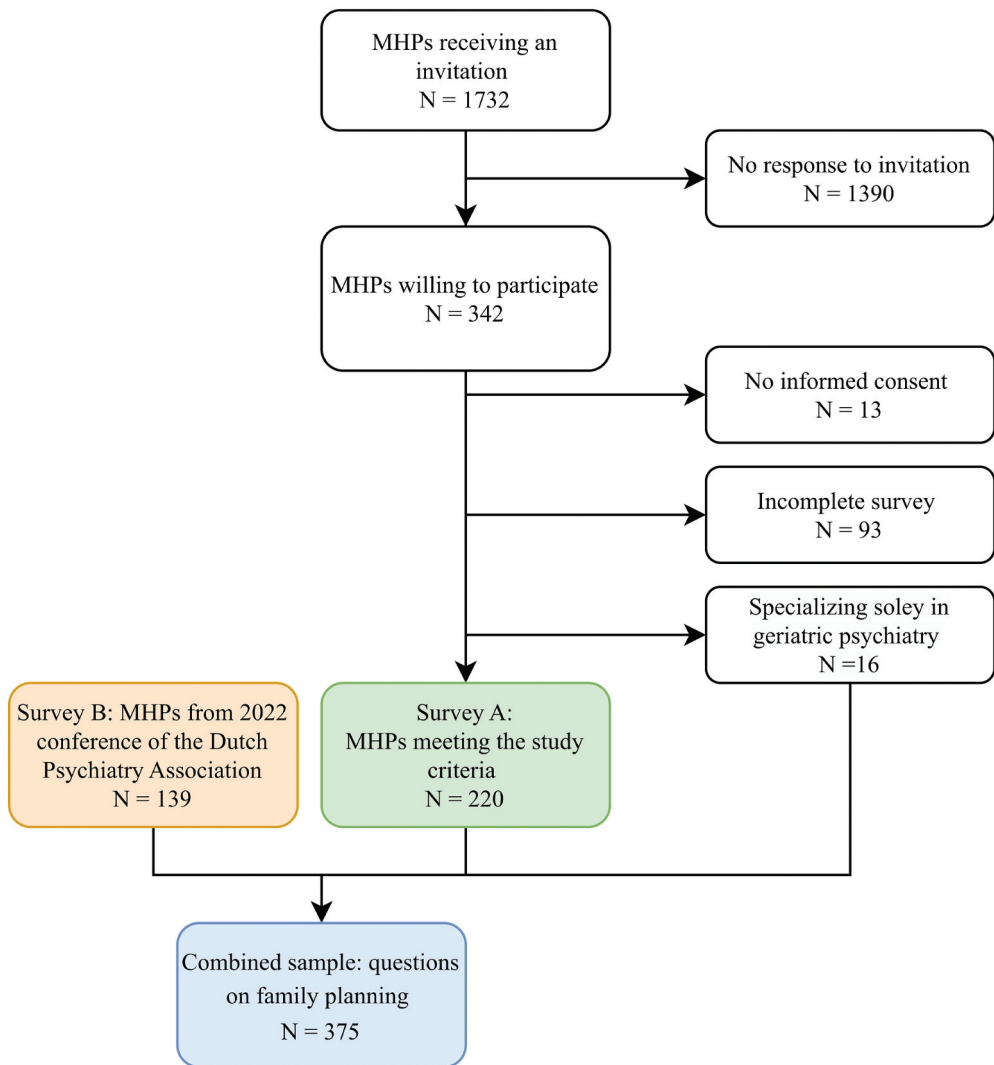 MHPs receiving an
invitation
N = 1732
No response to invitation
N = 1390
MHPs willing to participate
N = 342
No informed consent
N = 13
Incomplete survey
N = 93
Specializing soley in
geriatric psychiatry
N =16
Survey B: MHPs from 2022
conference of the Dutch
Psychiatry Association
N = 139
Survey A:
MHPs meeting the study
criteria
N = 220
Combined sample: questions
on family planning
N = 375